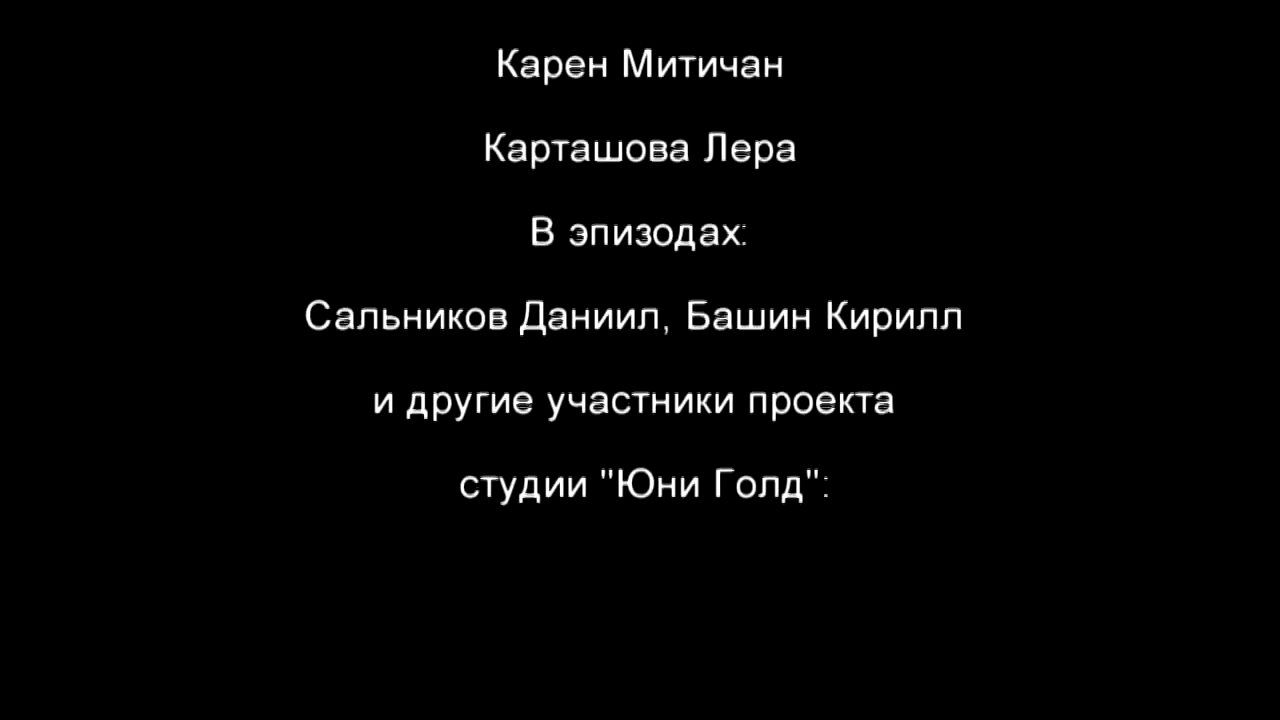 Карен Митичан
Карташова Лера
В эпизодах:
Сальников Даниил, Башин Кирилл
и другие участники проекта
студии "Юни Голд":